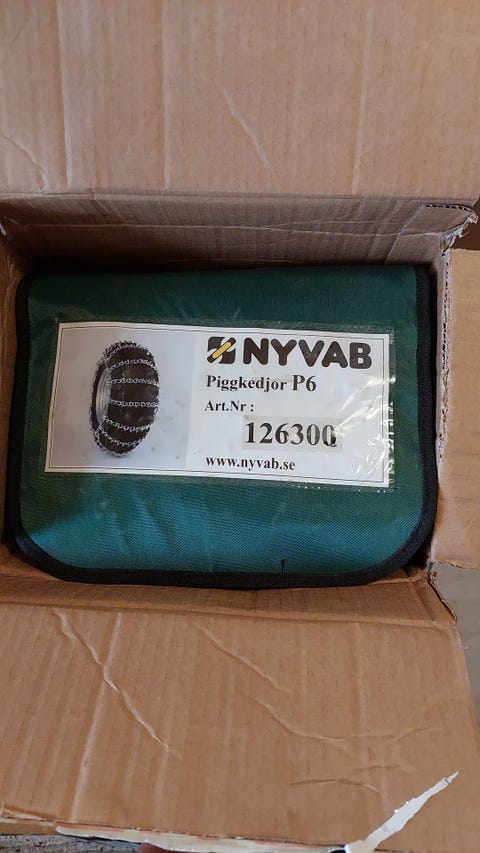 NYVAB
Piggkedjor P6
Art.Nr :
126300
www.nyvab.se